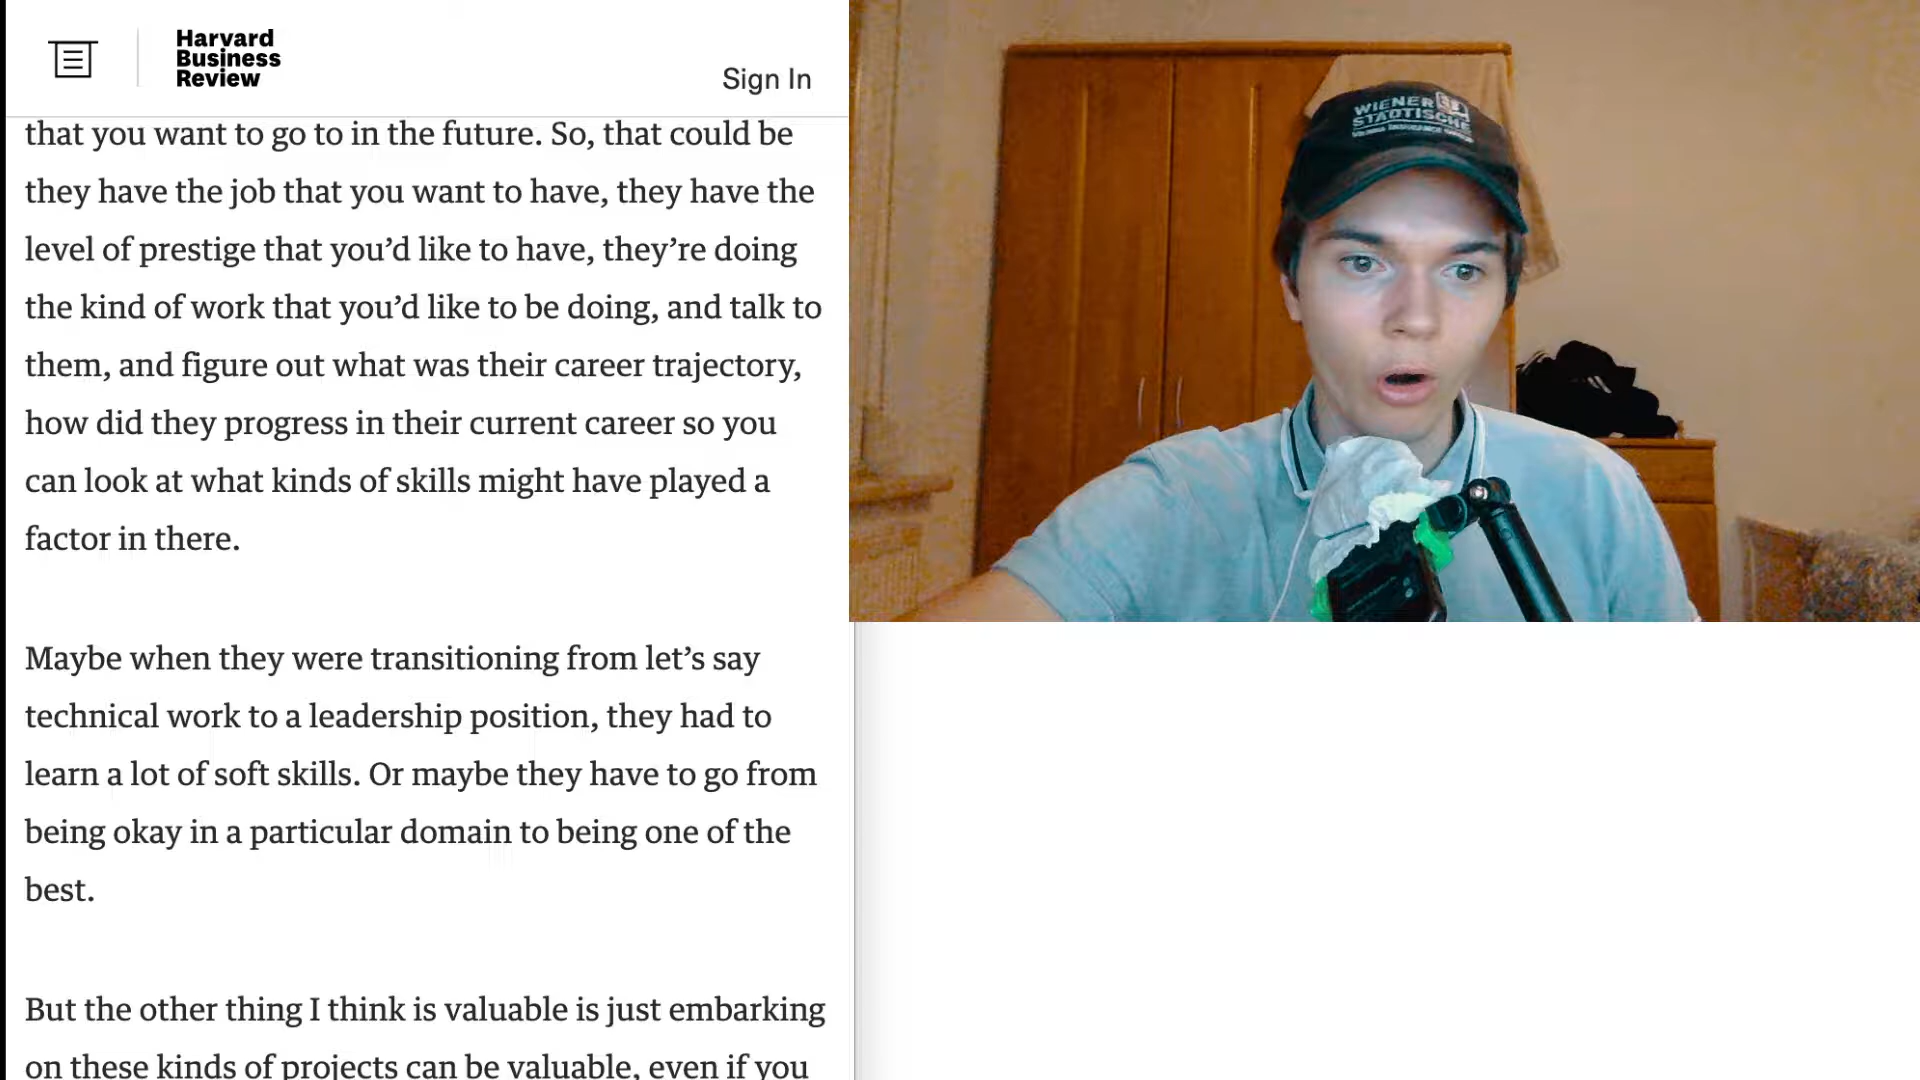 Harvard
Business
Review
Sign In
that you want to go to in the future. So, that could be
they have the job that you want to have, they have the
level of prestige that you’d like to have, they’re doing
the kind of work that you’d like to be doing, and talk to
them, and figure out what was their career trajectory,
how did they progress in their current career so you
can look at what kinds of skills might have played a
factor in there.
Maybe when they were transitioning from let’s say
technical work to a leadership position, they had to
learn a lot of soft skills. Or maybe they have to go from
being okay in a particular domain to being one of the
best.
But the other thing I think is valuable is just embarking
on these kinds of projects can be valuable, even if you
WIENER
STÄDTISCHE
VIENNA INSURANCE GROUP